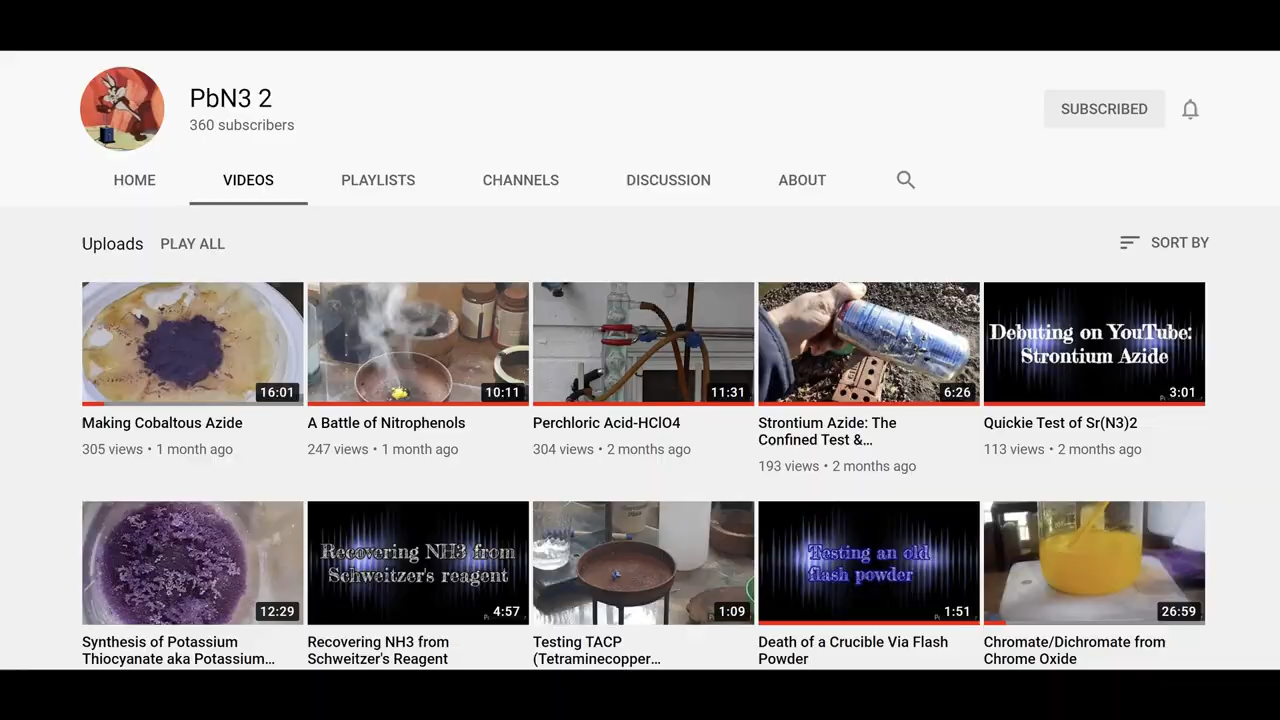 PbN3 2
360 subscribers
SUBSCRIBED
HOME
VIDEOS
PLAYLISTS
CHANNELS
DISCUSSION
ABOUT
Uploads
PLAY ALL
SORT BY
16:01
10:11
11:31
6:26
Debuting on YouTube:
Strontium Azide
3:01
Making Cobaltous Azide
305 views • 1 month ago
A Battle of Nitrophenols
247 views • 1 month ago
Perchloric Acid-HClO4
304 views • 2 months ago
Strontium Azide: The
Confined Test &...
193 views • 2 months ago
Quickie Test of Sr(N3)2
113 views • 2 months ago
12:29
Recovering NH3 from
Schweitzer's reagent
4:57
1:09
Testing an old
flash powder
1:51
26:59
Synthesis of Potassium
Thiocyanate aka Potassium...
Recovering NH3 from
Schweitzer's Reagent
Testing TACP
(Tetraminecopper...
Death of a Crucible Via Flash
Powder
Chromate/Dichromate from
Chrome Oxide